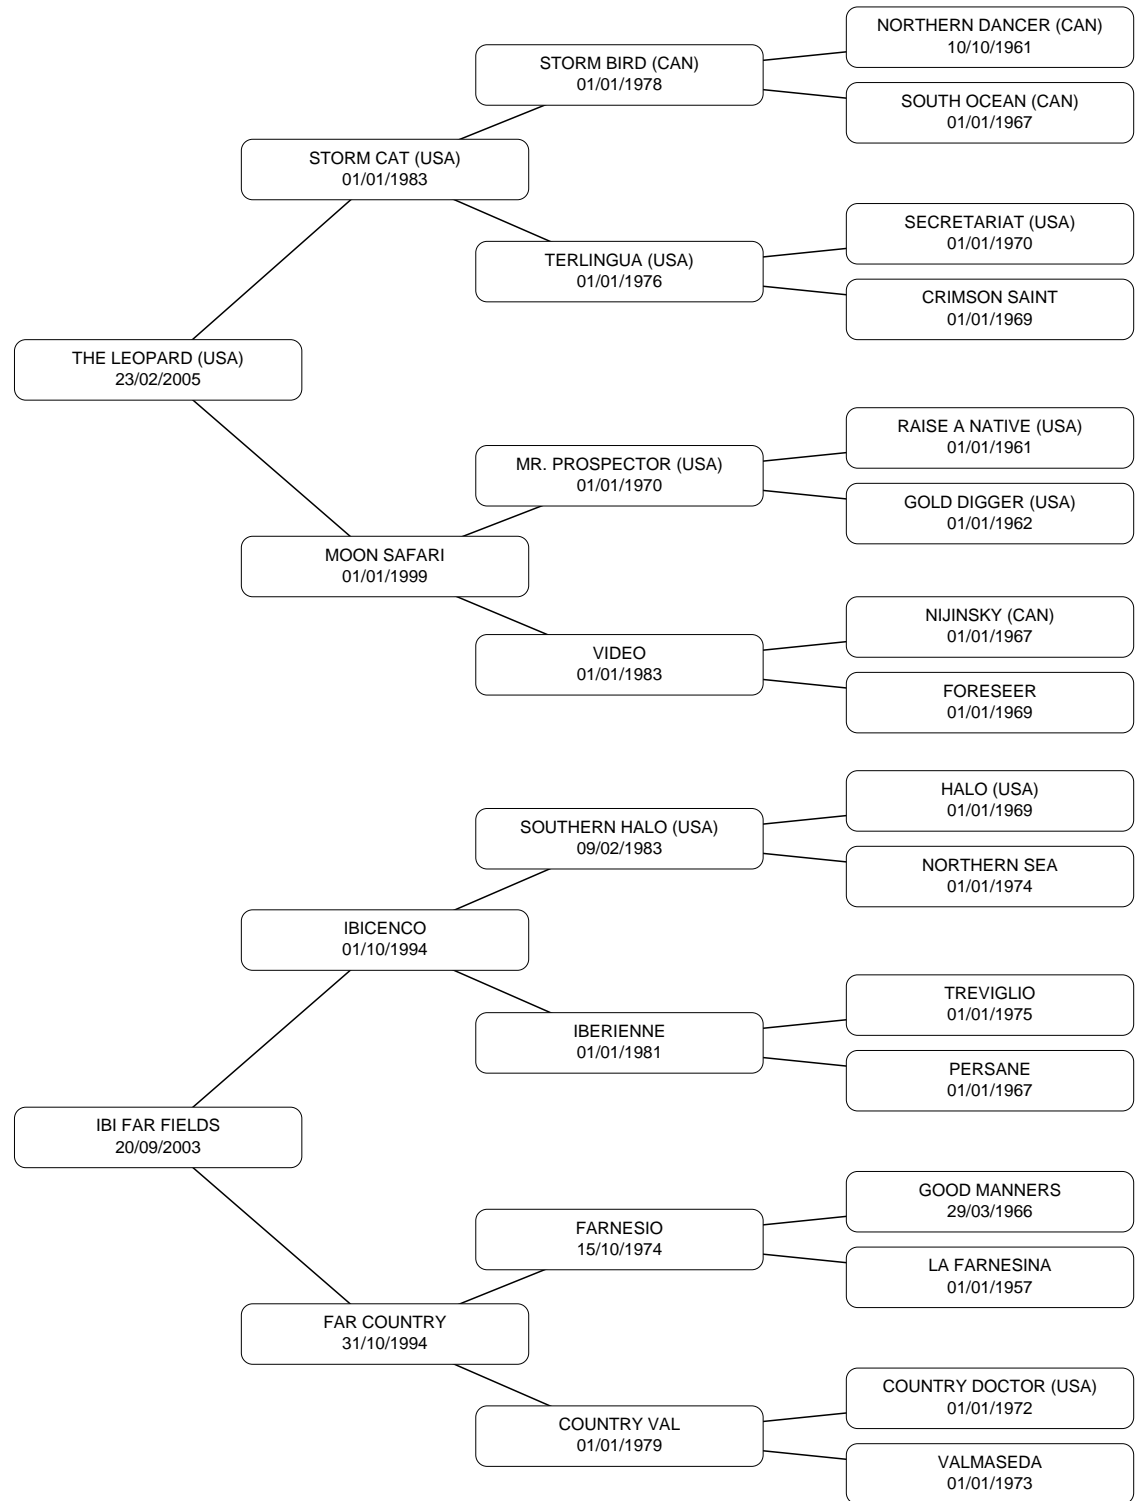 NORTHERN DANCER (CAN)
10/10/1961
STORM BIRD (CAN)
01/01/1978
SOUTH OCEAN (CAN)
01/01/1967
STORM CAT (USA)
01/01/1983
SECRETARIAT (USA)
01/01/1970
TERLINGUA (USA)
01/01/1976
CRIMSON SAINT
01/01/1969
THE LEOPARD (USA)
23/02/2005
RAISE A NATIVE (USA)
01/01/1961
MR. PROSPECTOR (USA)
01/01/1970
GOLD DIGGER (USA)
01/01/1962
MOON SAFARI
01/01/1999
NIJINSKY (CAN)
01/01/1967
VIDEO
01/01/1983
FORESEER
01/01/1969
HALO (USA)
01/01/1969
SOUTHERN HALO (USA)
09/02/1983
NORTHERN SEA
01/01/1974
IBICENCO
01/10/1994
TREVIGLIO
01/01/1975
IBERIENNE
01/01/1981
PERSANE
01/01/1967
IBI FAR FIELDS
20/09/2003
GOOD MANNERS
29/03/1966
FARNESIO
15/10/1974
LA FARNESINA
01/01/1957
FAR COUNTRY
31/10/1994
COUNTRY DOCTOR (USA)
01/01/1972
COUNTRY VAL
01/01/1979
VALMASEDA
01/01/1973